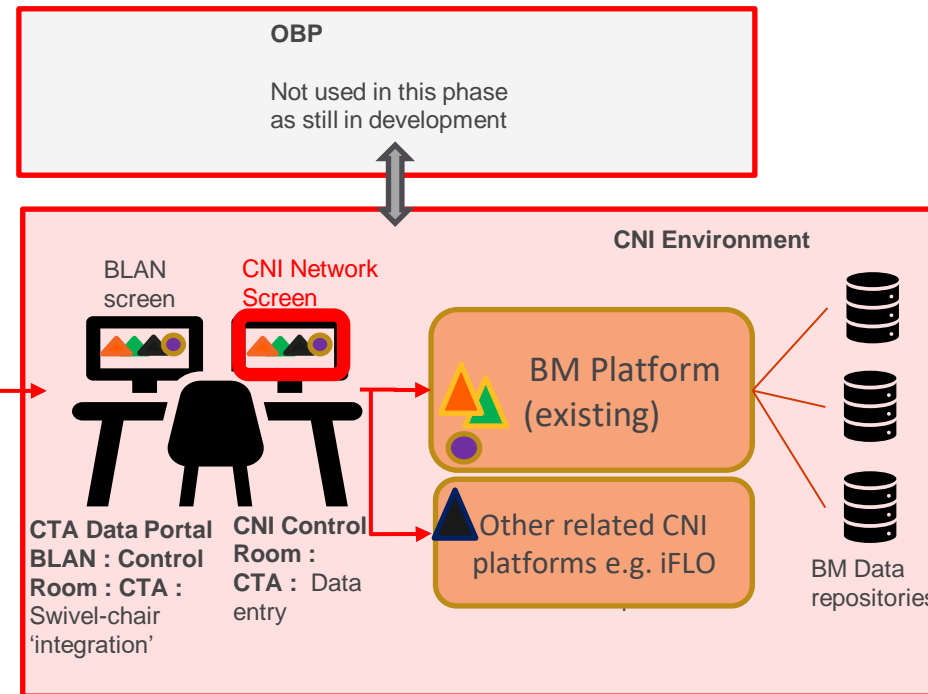 OBP
Not used in this phase
as still in development
CNI Environment
BLAN
screen
CNI Network
Screen
BM Platform
(existing)
Other related CNI
platforms e.g. iFLO
CTA Data Portal
BLAN : Control
Room : CTA :
Swivel-chair
‘integration’
CNI Control
Room :
CTA : Data
entry
BM Data
repositories